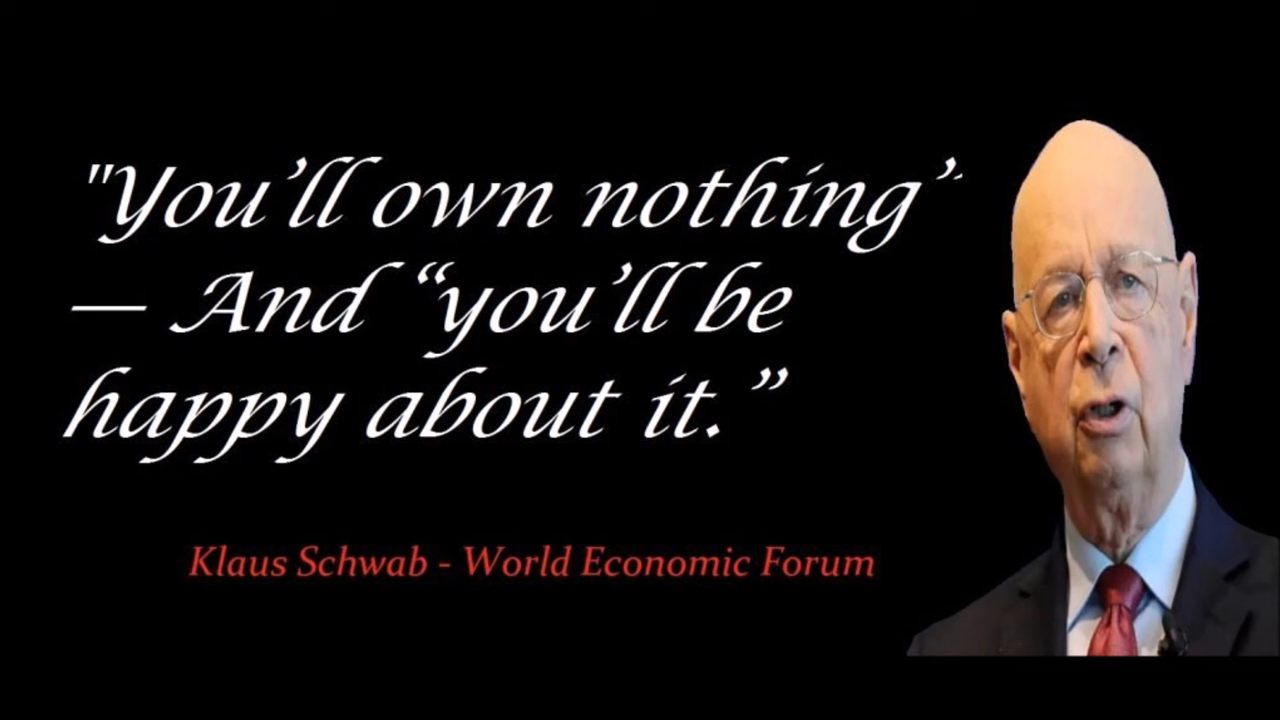 "You’ll own nothing”
— And “you’ll be
happy about it.”
Klaus Schwab - World Economic Forum